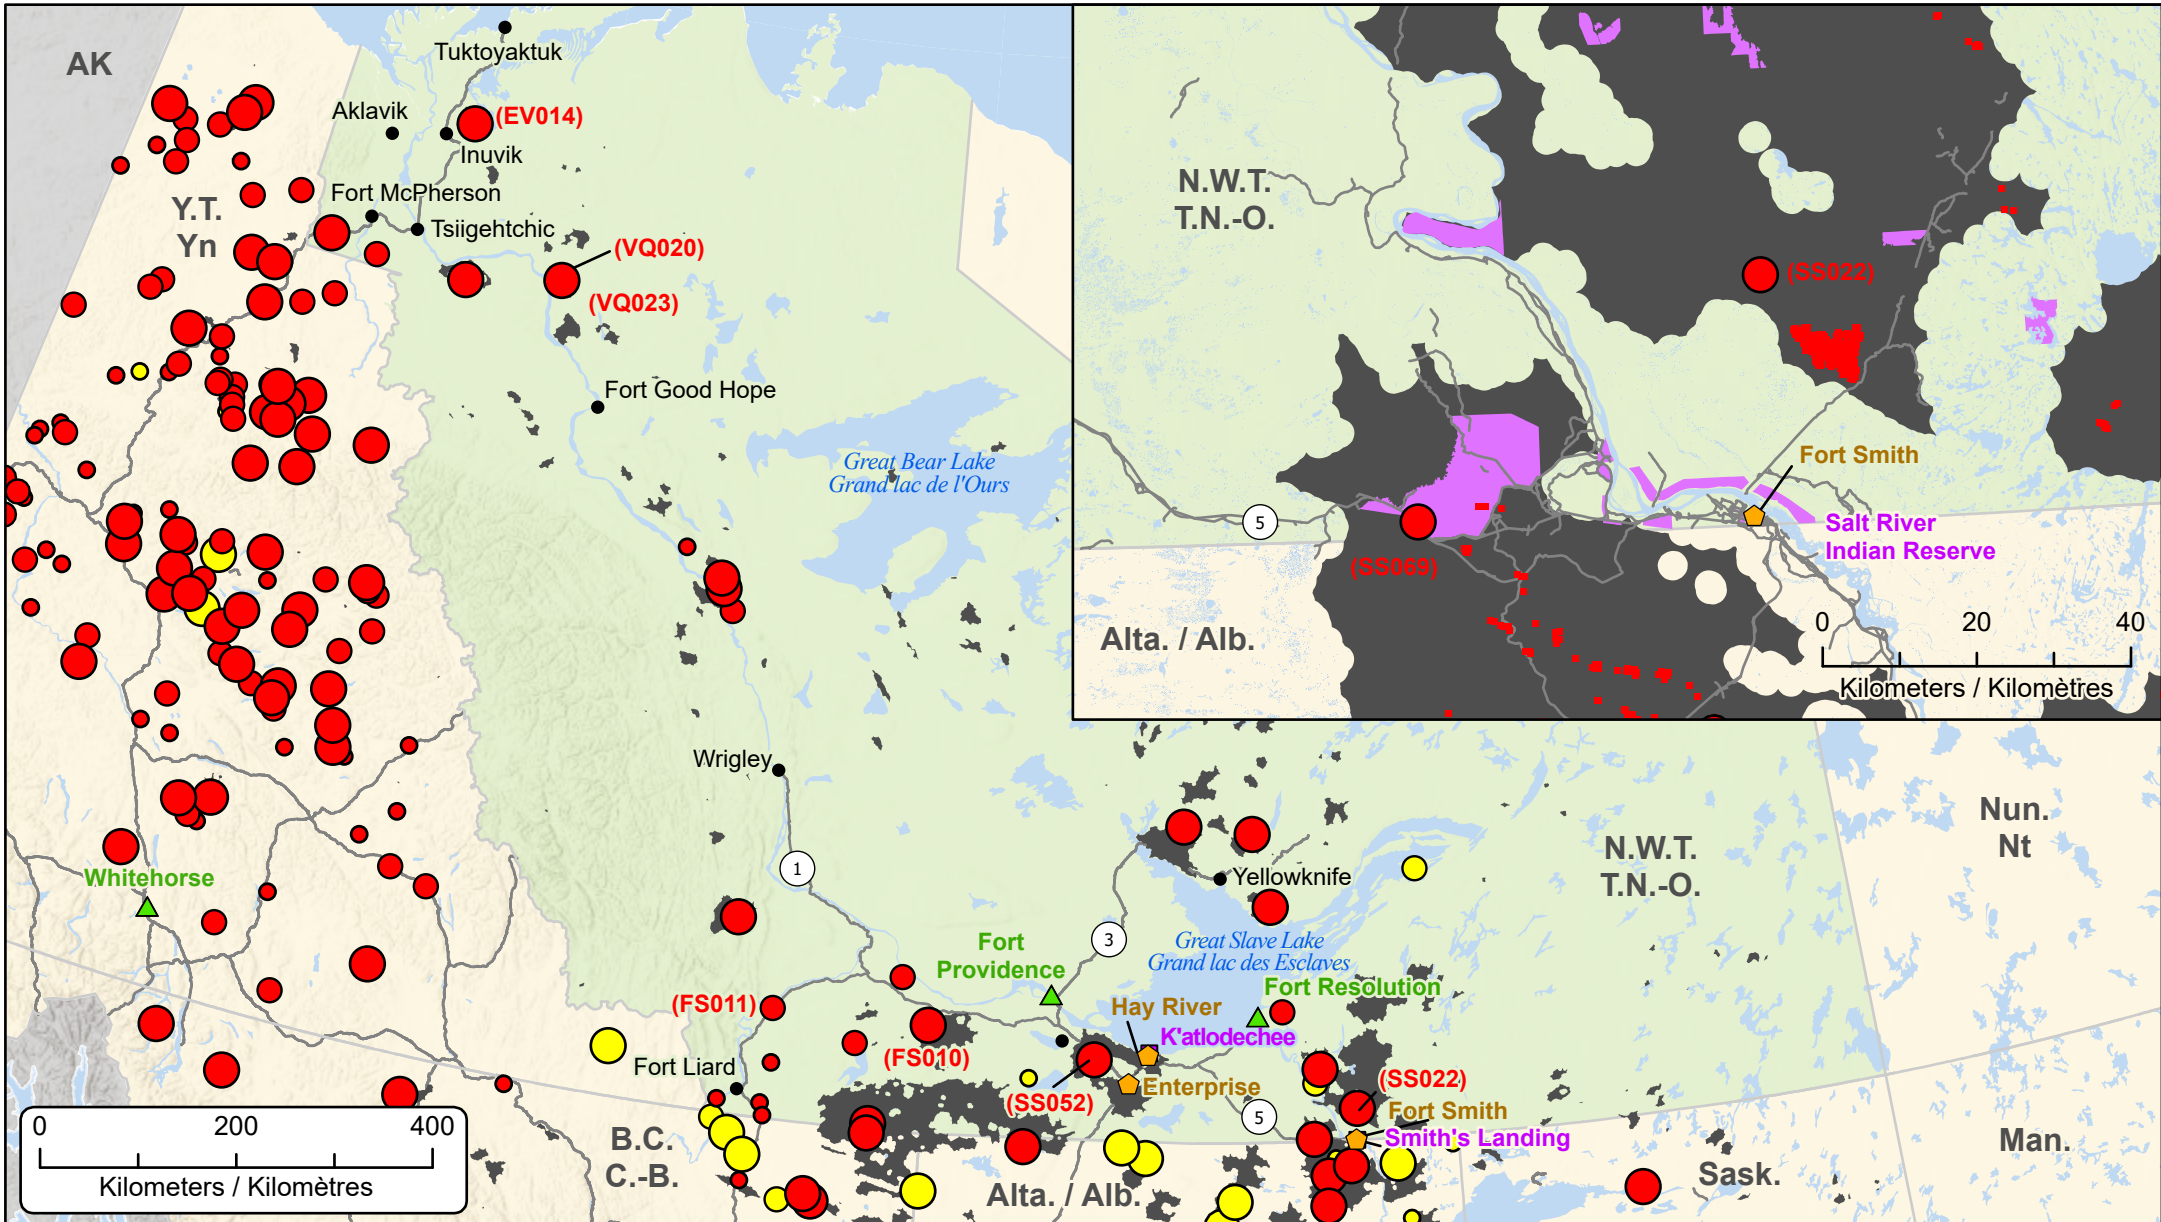 AK
Tuktoyaktuk
Aklavik
(EV014)
Inuvik
Y.T.
Yn
Fort McPherson
Tsiigehtchic
(VQ020)
(VQ023)
Fort Good Hope
Great Bear Lake
Grand lac de l'Ours
Wrigley
1
Whitehorse
Yellowknife
3
Fort
Providence
Great Slave Lake
Grand lac des Esclaves
Fort Resolution
Hay River
K'atlodechee
(FS011)
(FS010)
Fort Liard
Enterprise
(SS052)
(SS022)
5
Fort Smith
Smith's Landing
N.W.T.
T.N.-O.
Nun.
Nt
B.C.
C.-B.
Alta. / Alb.
Sask.
Man.
0 200 400
Kilometers / Kilomètres
N.W.T.
T.N.-O.
(SS022)
Fort Smith
5
Salt River
Indian Reserve
(SS069)
Alta. / Alb.
0 20 40
Kilometers / Kilomètres